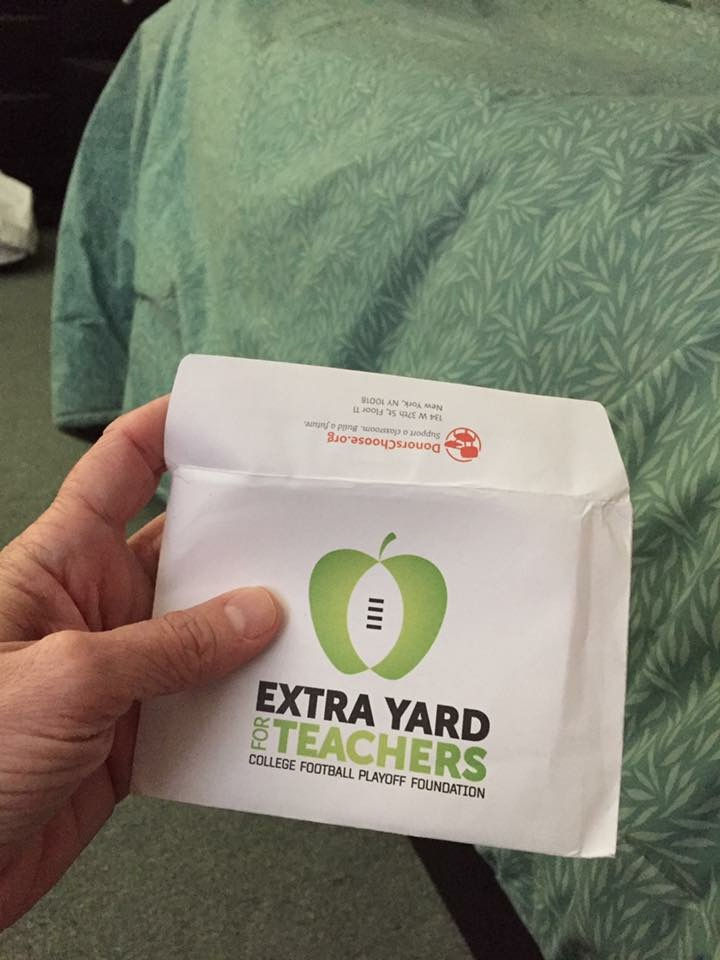 DonorsChoose.org
Support a classroom. Build a future.
134 W 37th St, Floor 11
New York, NY 10018
EXTRA YARD
FOR TEACHERS
COLLEGE FOOTBALL PLAYOFF FOUNDATION